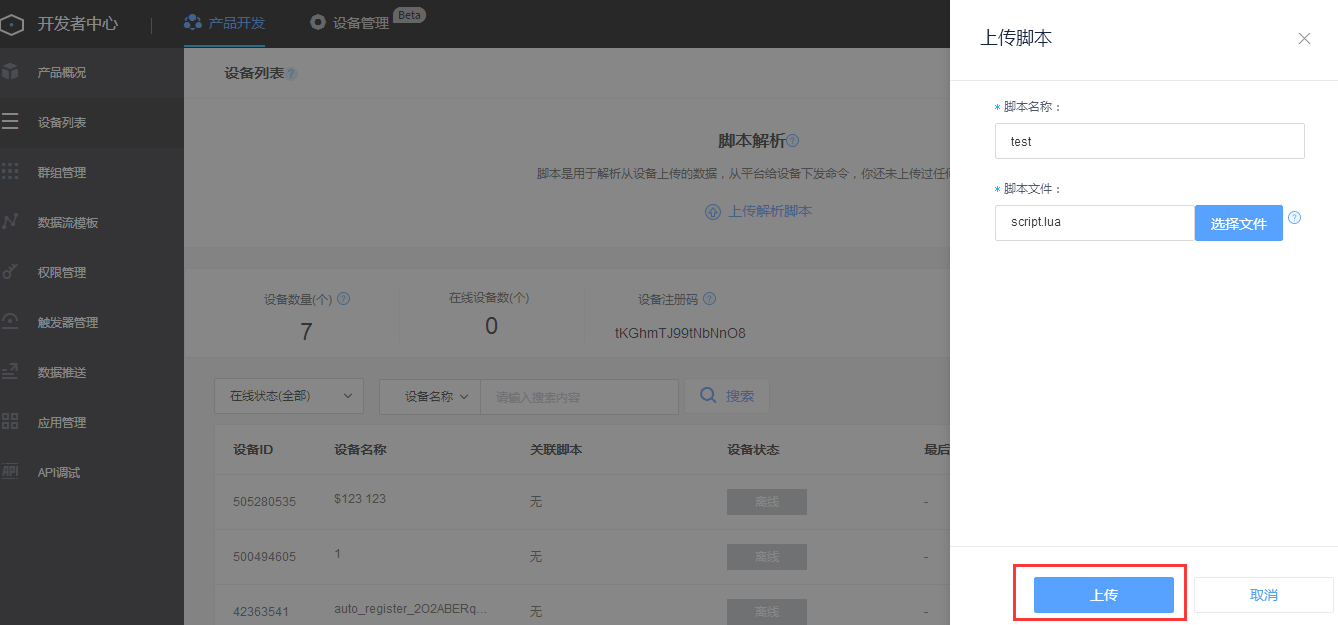 开发者中心
产品开发
设备管理
Beta
产品概况
设备列表
群组管理
数据流模板
权限管理
触发器管理
数据推送
应用管理
API
API调试
设备列表?
脚本解析?
脚本是用于解析从设备上传的数据，从平台给设备下发命令，你还未上传过任
上传解析脚本
设备数量(个) ?
7
在线设备数(个)
0
设备注册码 ?
tKGhmTJ99tNbNnO8
在线状态(全部)
设备名称
请输入搜索内容
搜索
设备ID 设备名称 关联脚本 设备状态 最后
505280535 $123 123 无 离线 -
500494605 1 无 离线 -
42363541 auto_register_2O2ABERq... 无 离线 -
上传脚本
* 脚本名称：
test
* 脚本文件：
script.lua
选择文件
?
上传
取消